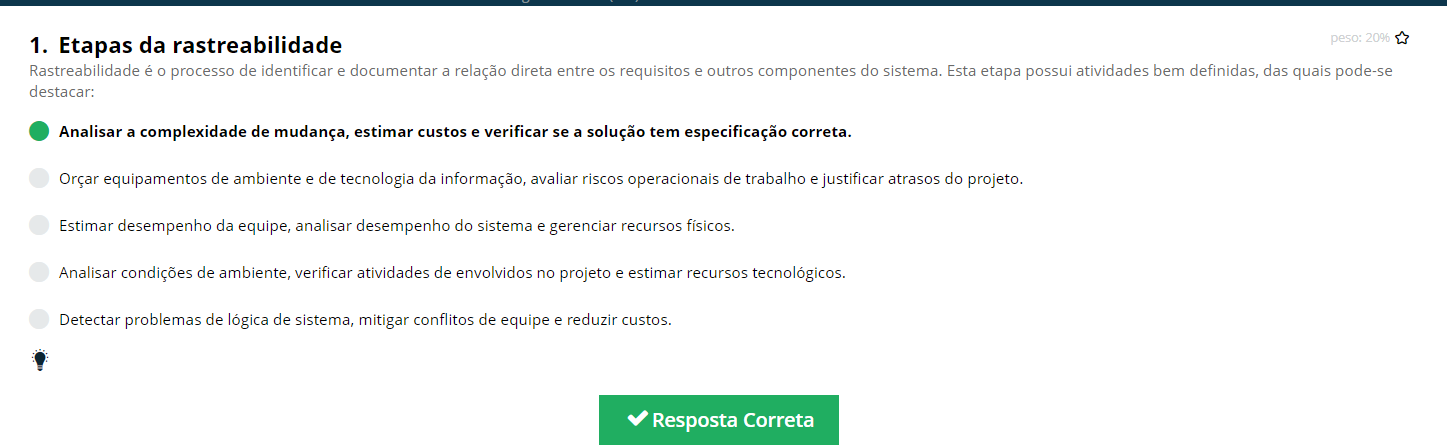 1. Etapas da rastreabilidade
peso: 20%
Rastreabilidade é o processo de identificar e documentar a relação direta entre os requisitos e outros componentes do sistema. Esta etapa possui atividades bem definidas, das quais pode-se
destacar:
Analisar a complexidade de mudança, estimar custos e verificar se a solução tem especificação correta.
Orçar equipamentos de ambiente e de tecnologia da informação, avaliar riscos operacionais de trabalho e justificar atrasos do projeto.
Estimar desempenho da equipe, analisar desempenho do sistema e gerenciar recursos físicos.
Analisar condições de ambiente, verificar atividades de envolvidos no projeto e estimar recursos tecnológicos.
Detectar problemas de lógica de sistema, mitigar conflitos de equipe e reduzir custos.
Resposta Correta